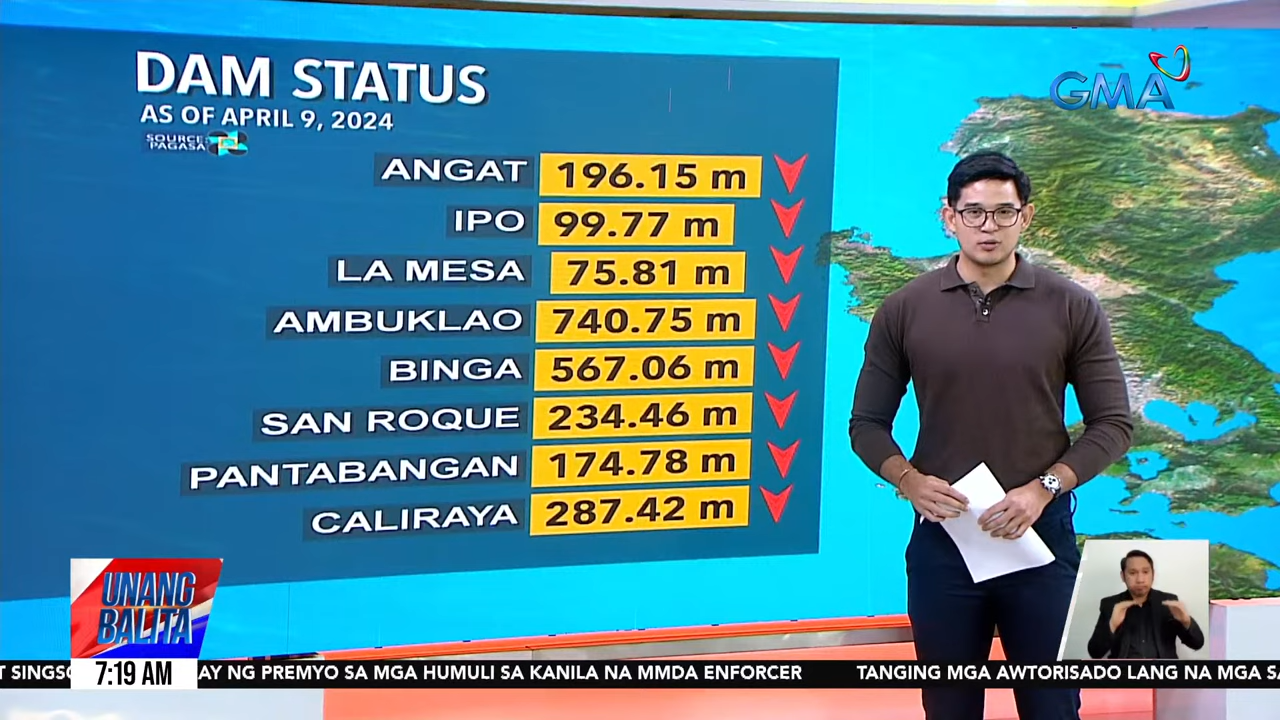 DAM STATUS
AS OF APRIL 9, 2024
SOURCE:
PAGASA
GMA
ANGAT 196.15 m
IPO 99.77 m
LA MESA 75.81 m
AMBUKLAO 740.75 m
BINGA 567.06 m
SAN ROQUE 234.46 m
PANTABANGAN 174.78 m
CALIRAYA 287.42 m
UNANG
BALITA
7:19 AM
T SINGS AY NG PREMYO SA MGA HUMULI SA KANILA NA MMDA ENFORCER TANGING MGA AWTORISADO LANG NA MGA SA